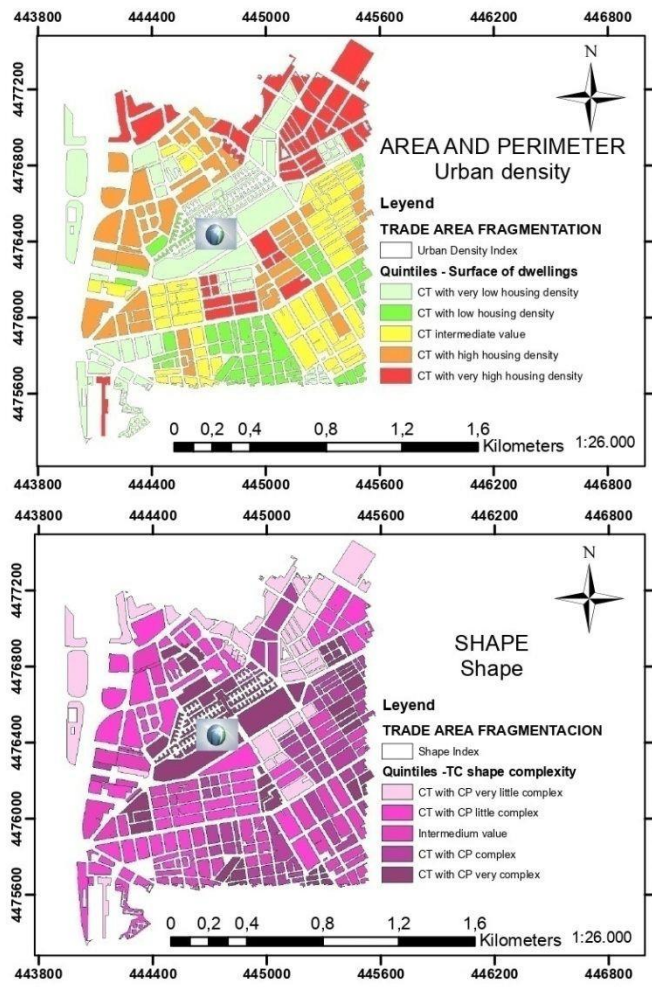 443800 444400 445000 445600 446200 446800
4477200
4476800
4476400
4476000
4475600
N
AREA AND PERIMETER
Urban density
Leyend
TRADE AREA FRAGMENTATION
Urban Density Index
Quintiles - Surface of dwellings
CT with very low housing density
CT with low housing density
CT intermediate value
CT with high housing density
CT with very high housing density
0 0,2 0,4 0,8 1,2 1,6
Kilometers 1:26.000
443800 444400 445000 445600 446200 446800
443800 444400 445000 445600 446200 446800
4477200
4476800
4476400
4476000
4475600
N
SHAPE
Shape
Leyend
TRADE AREA FRAGMENTACION
Shape Index
Quintiles -TC shape complexity
CT with CP very little complex
CT with CP little complex
Intermedium value
CT with CP complex
CT with CP very complex
0 0,2 0,4 0,8 1,2 1,6
Kilometers 1:26.000
443800 444400 445000 445600 446200 446800